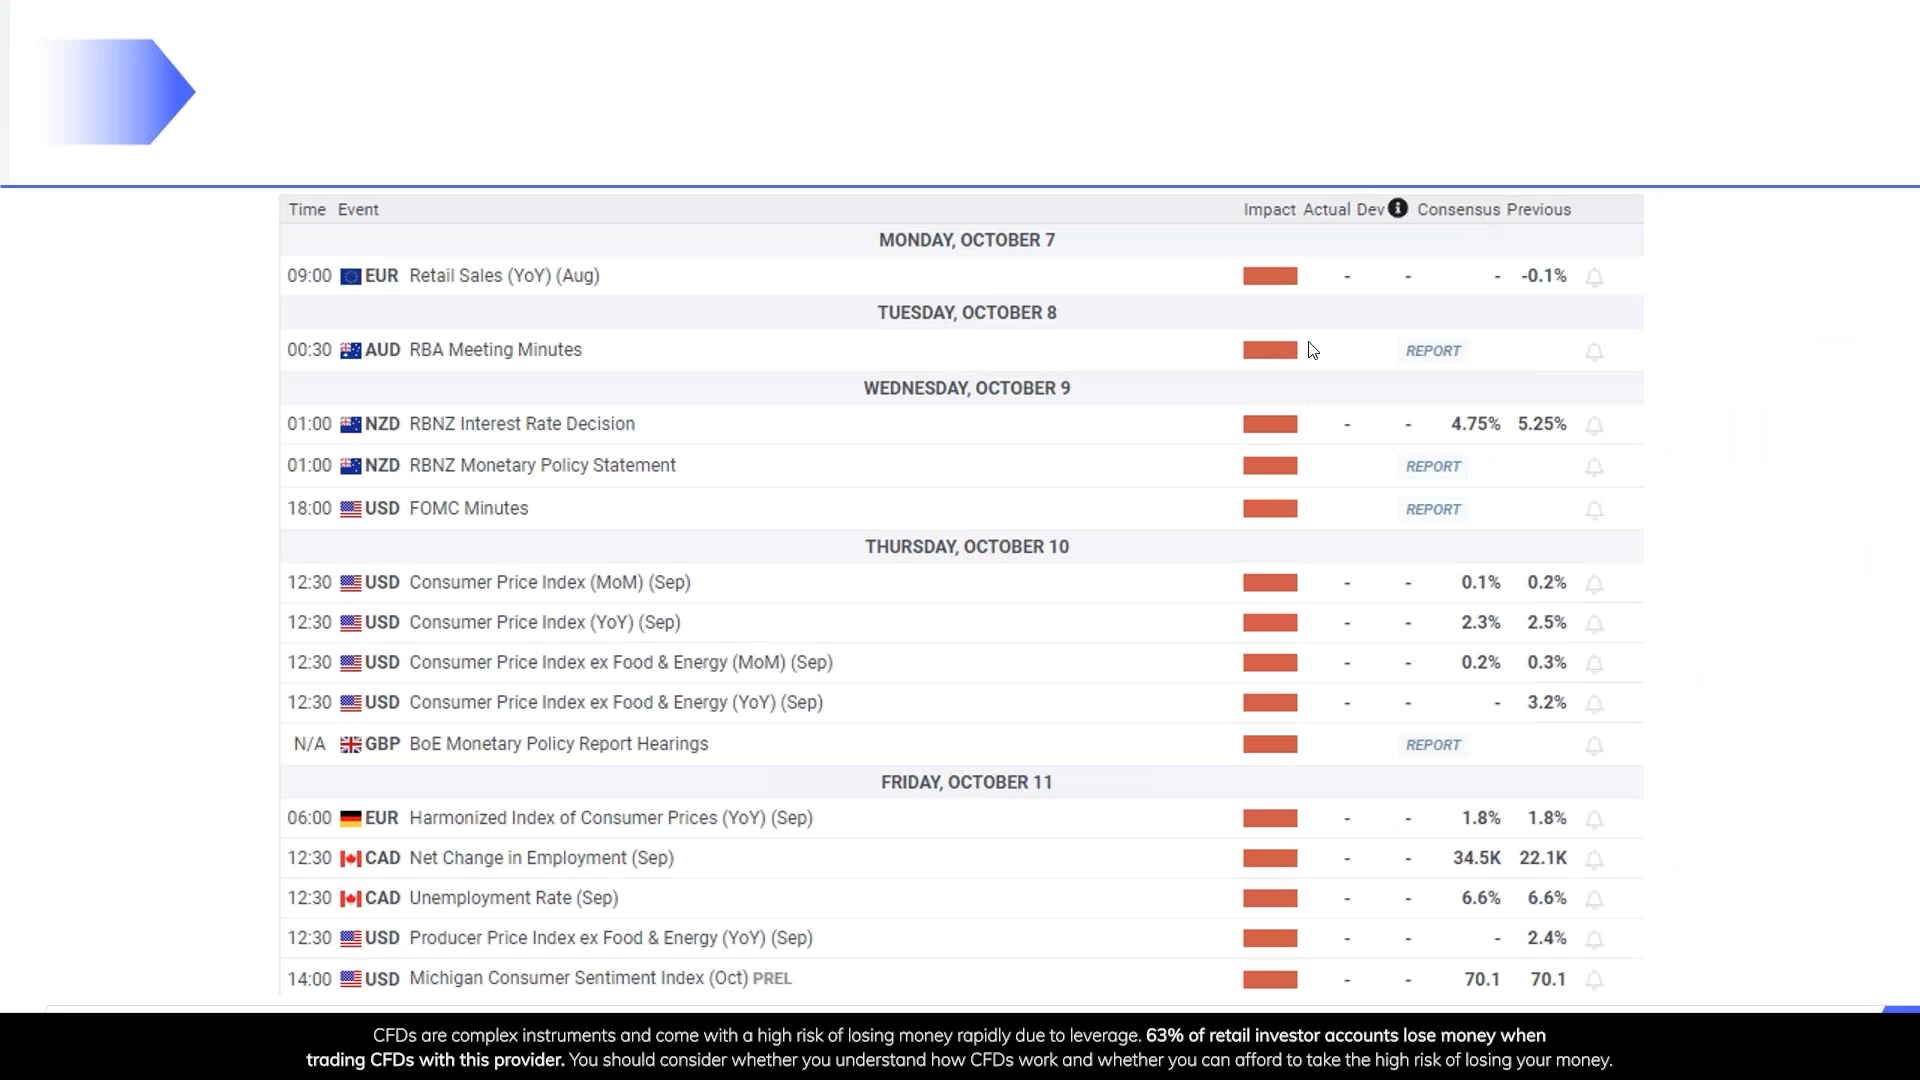 Time Event Impact Actual Dev i Consensus Previous
MONDAY, OCTOBER 7
09:00 EUR Retail Sales (YoY) (Aug) - - - -0.1%
TUESDAY, OCTOBER 8
00:30 AUD RBA Meeting Minutes REPORT
WEDNESDAY, OCTOBER 9
01:00 NZD RBNZ Interest Rate Decision - - 4.75% 5.25%
01:00 NZD RBNZ Monetary Policy Statement REPORT
18:00 USD FOMC Minutes REPORT
THURSDAY, OCTOBER 10
12:30 USD Consumer Price Index (MoM) (Sep) - - 0.1% 0.2%
12:30 USD Consumer Price Index (YoY) (Sep) - - 2.3% 2.5%
12:30 USD Consumer Price Index ex Food & Energy (MoM) (Sep) - - 0.2% 0.3%
12:30 USD Consumer Price Index ex Food & Energy (YoY) (Sep) - - - 3.2%
N/A GBP BoE Monetary Policy Report Hearings REPORT
FRIDAY, OCTOBER 11
06:00 EUR Harmonized Index of Consumer Prices (YoY) (Sep) - - 1.8% 1.8%
12:30 CAD Net Change in Employment (Sep) - - 34.5K 22.1K
12:30 CAD Unemployment Rate (Sep) - - 6.6% 6.6%
12:30 USD Producer Price Index ex Food & Energy (YoY) (Sep) - - - 2.4%
14:00 USD Michigan Consumer Sentiment Index (Oct) PREL - - 70.1 70.1
CFDs are complex instruments and come with a high risk of losing money rapidly due to leverage. 63% of retail investor accounts lose money when
trading CFDs with this provider. You should consider whether you understand how CFDs work and whether you can afford to take the high risk of losing your money.